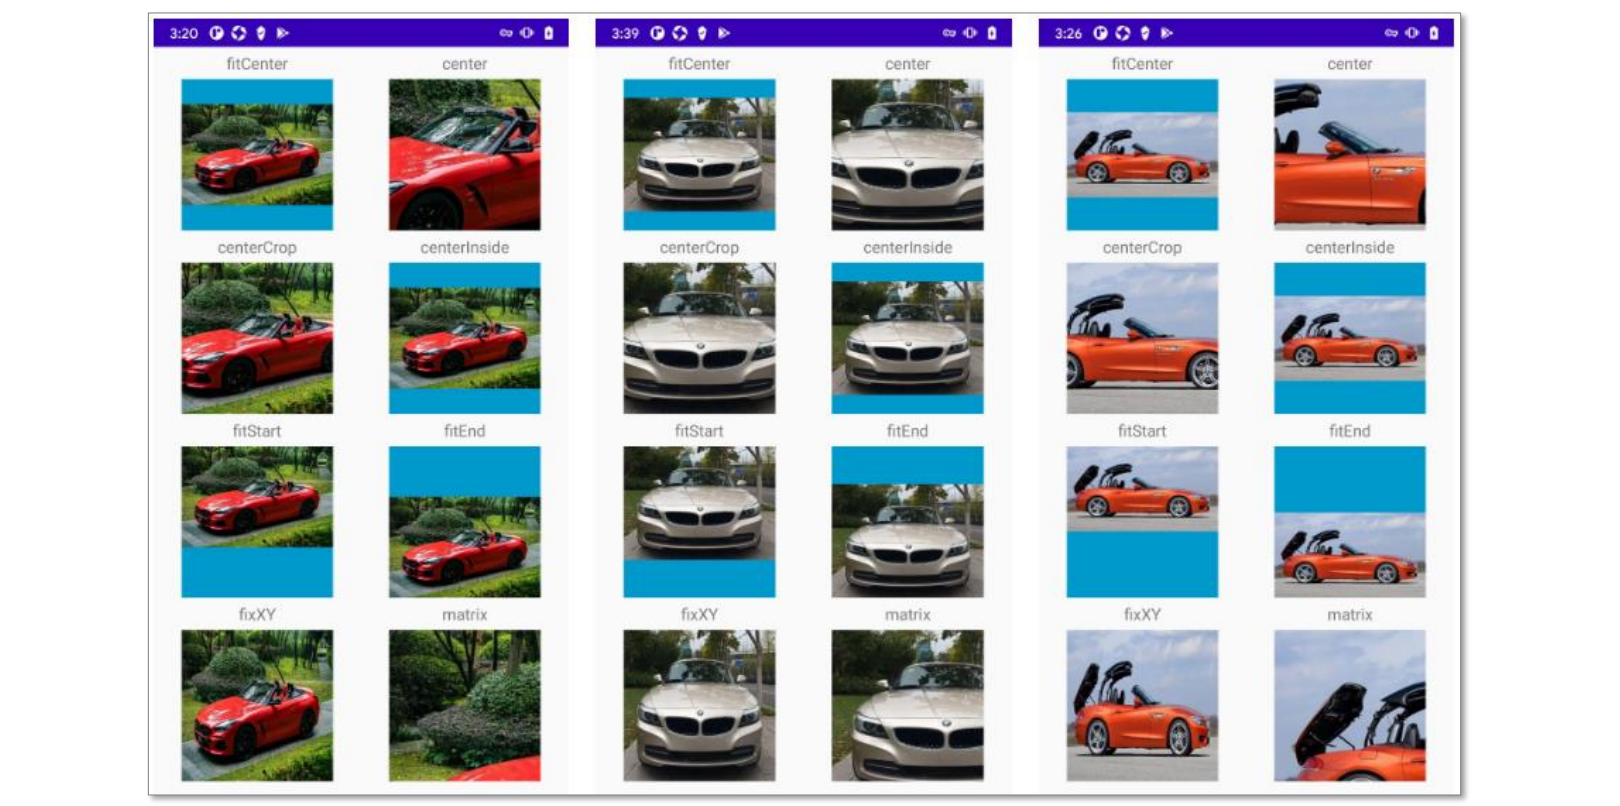 3:20
fitCenter center
centerCrop centerInside
fitStart fitEnd
fixXY matrix
3:39
fitCenter center
centerCrop centerInside
fitStart fitEnd
fixXY matrix
3:26
fitCenter center
centerCrop centerInside
fitStart fitEnd
fixXY matrix